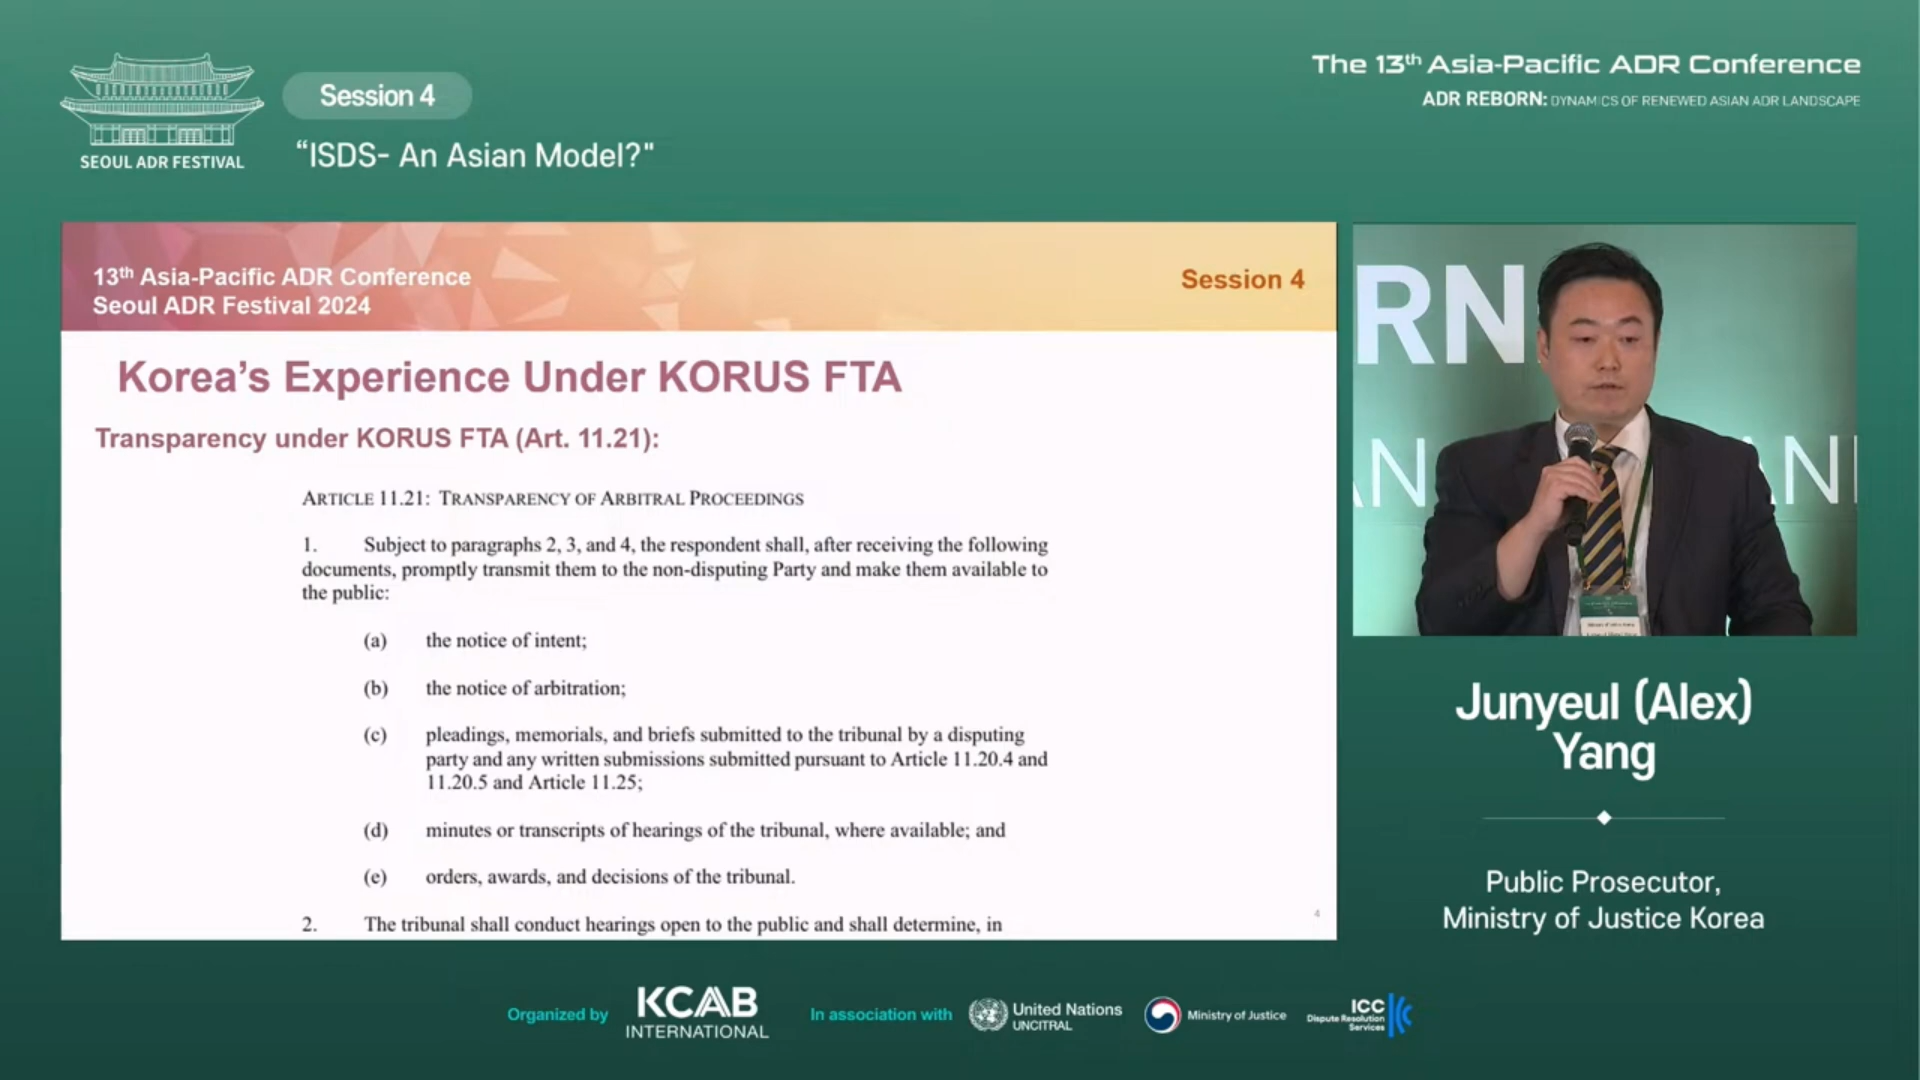 SEOUL ADR FESTIVAL
Session 4
“ISDS- An Asian Model?"
The 13th Asia-Pacific ADR Conference
ADR REBORN: DYNAMICS OF RENEWED ASIAN ADR LANDSCAPE
13th Asia-Pacific ADR Conference
Seoul ADR Festival 2024
Session 4
Korea’s Experience Under KORUS FTA
Transparency under KORUS FTA (Art. 11.21):
ARTICLE 11.21: TRANSPARENCY OF ARBITRAL PROCEEDINGS
1. Subject to paragraphs 2, 3, and 4, the respondent shall, after receiving the following
documents, promptly transmit them to the non-disputing Party and make them available to
the public:
(a) the notice of intent;
(b) the notice of arbitration;
(c) pleadings, memorials, and briefs submitted to the tribunal by a disputing
party and any written submissions submitted pursuant to Article 11.20.4 and
11.20.5 and Article 11.25;
(d) minutes or transcripts of hearings of the tribunal, where available; and
(e) orders, awards, and decisions of the tribunal.
2. The tribunal shall conduct hearings open to the public and shall determine, in
4
RN
AN
ANI
Junyeul (Alex)
Yang
Public Prosecutor,
Ministry of Justice Korea
Organized by
KCAB
INTERNATIONAL
In association with
United Nations
UNCITRAL
Ministry of Justice
ICC
Dispute Resolution
Services